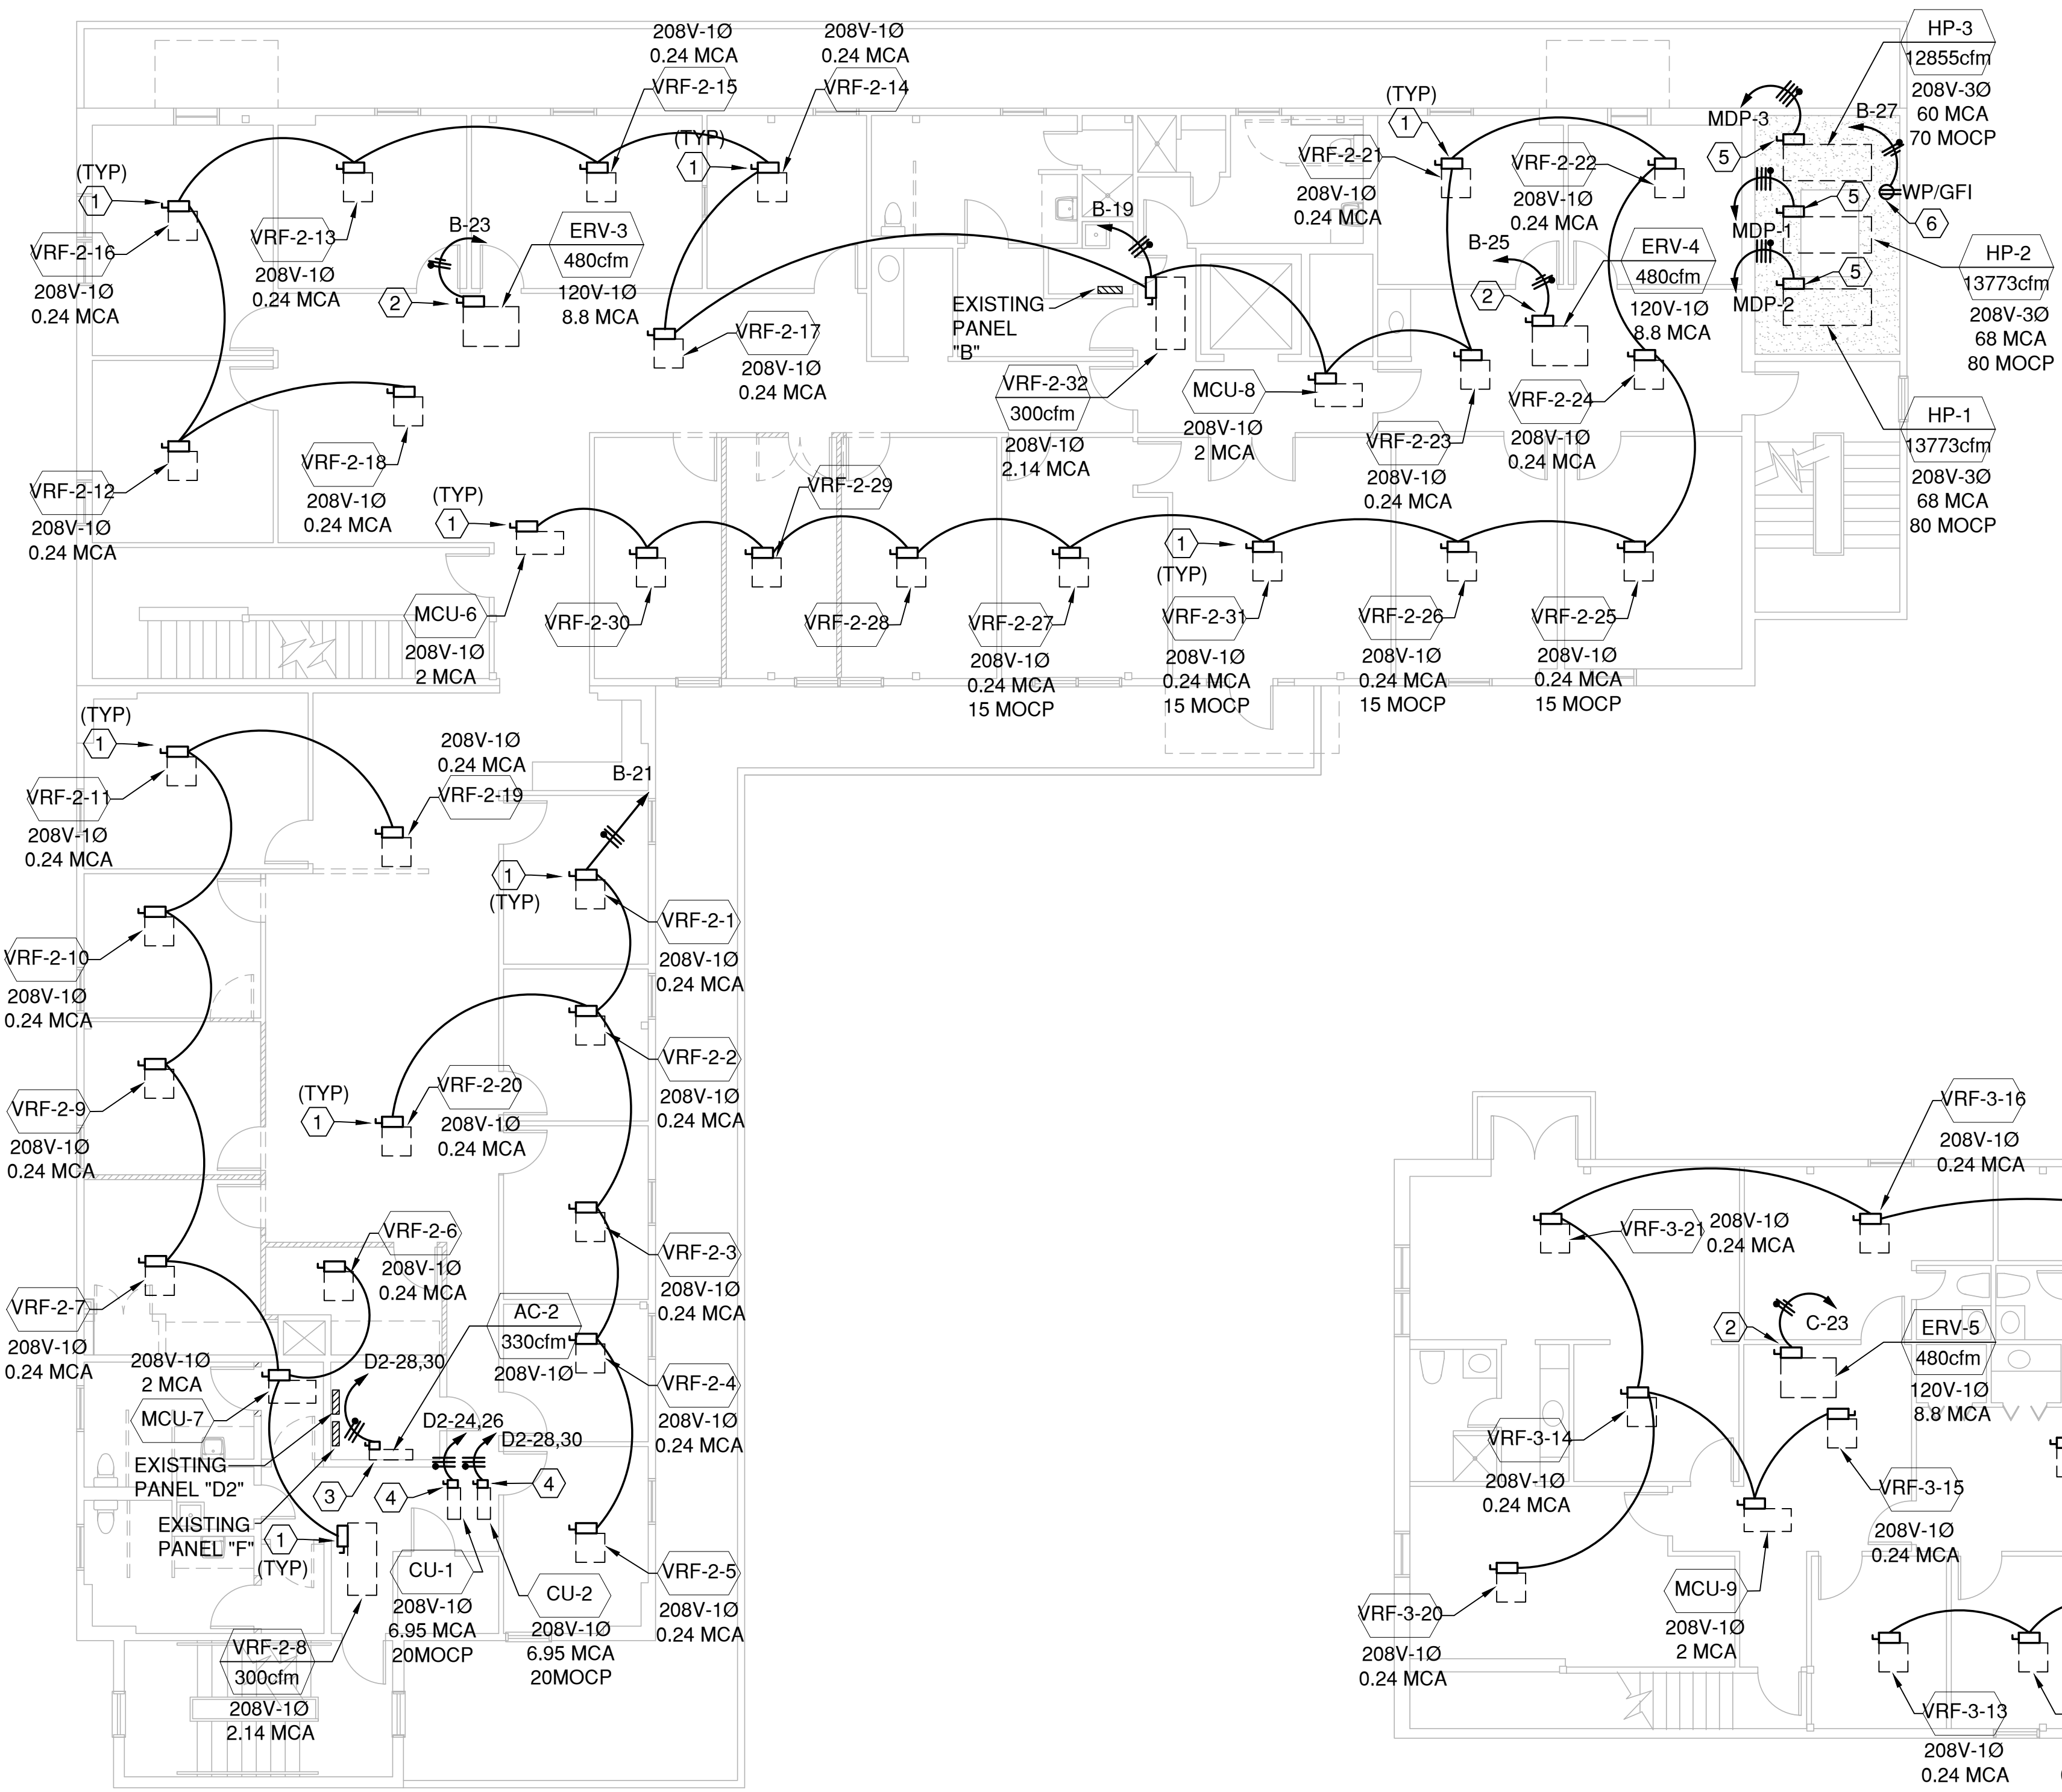 208V-1Ø
0.24 MCA
VRF-2-15
208V-1Ø
0.24 MCA
VRF-2-14
HP-3
12855cfm
208V-3Ø
60 MCA
70 MOCP
(TYP)
1
MDP-3
B-27
(TYP)
1
VRF-2-21
208V-1Ø
0.24 MCA
VRF-2-22
208V-1Ø
0.24 MCA
5
5
WP/GFI
6
MDP-1
5
MDP-2
(TYP)
1
VRF-2-16
208V-1Ø
0.24 MCA
VRF-2-13
208V-1Ø
0.24 MCA
B-23
2
ERV-3
480cfm
120V-1Ø
8.8 MCA
B-19
EXISTING
PANEL
"B"
B-25
2
ERV-4
480cfm
120V-1Ø
8.8 MCA
HP-2
13773cfm
208V-3Ø
68 MCA
80 MOCP
VRF-2-17
208V-1Ø
0.24 MCA
VRF-2-32
300cfm
208V-1Ø
2.14 MCA
MCU-8
208V-1Ø
2 MCA
VRF-2-23
208V-1Ø
0.24 MCA
VRF-2-24
208V-1Ø
0.24 MCA
HP-1
13773cfm
208V-3Ø
68 MCA
80 MOCP
VRF-2-12
208V-1Ø
0.24 MCA
VRF-2-18
208V-1Ø
0.24 MCA
VRF-2-29
(TYP)
1
1
(TYP)
MCU-6
208V-1Ø
2 MCA
VRF-2-30
VRF-2-28
VRF-2-27
208V-1Ø
0.24 MCA
15 MOCP
VRF-2-31
208V-1Ø
0.24 MCA
15 MOCP
VRF-2-26
208V-1Ø
0.24 MCA
15 MOCP
VRF-2-25
208V-1Ø
0.24 MCA
15 MOCP
(TYP)
1
VRF-2-11
208V-1Ø
0.24 MCA
208V-1Ø
0.24 MCA
VRF-2-19
B-21
1
(TYP)
VRF-2-1
208V-1Ø
0.24 MCA
VRF-2-10
208V-1Ø
0.24 MCA
VRF-2-2
208V-1Ø
0.24 MCA
(TYP)
1
VRF-2-20
208V-1Ø
0.24 MCA
VRF-2-9
208V-1Ø
0.24 MCA
VRF-2-6
208V-1Ø
0.24 MCA
VRF-2-3
208V-1Ø
0.24 MCA
VRF-2-7
208V-1Ø
0.24 MCA
AC-2
330cfm
208V-1Ø
208V-1Ø
2 MCA
MCU-7
D2-28,30
VRF-2-4
208V-1Ø
0.24 MCA
D2-24,26
D2-28,30
EXISTING
PANEL "D2"
3
4
4
EXISTING
PANEL "F"
1
(TYP)
CU-1
208V-1Ø
6.95 MCA
20MOCP
CU-2
208V-1Ø
6.95 MCA
20MOCP
VRF-2-5
208V-1Ø
0.24 MCA
VRF-2-8
300cfm
208V-1Ø
2.14 MCA
VRF-3-16
208V-1Ø
0.24 MCA
VRF-3-21
208V-1Ø
0.24 MCA
2
C-23
ERV-5
480cfm
120V-1Ø
8.8 MCA
VRF-3-14
208V-1Ø
0.24 MCA
VRF-3-15
208V-1Ø
0.24 MCA
MCU-9
208V-1Ø
2 MCA
VRF-3-20
208V-1Ø
0.24 MCA
VRF-3-13
208V-1Ø
0.24 MCA